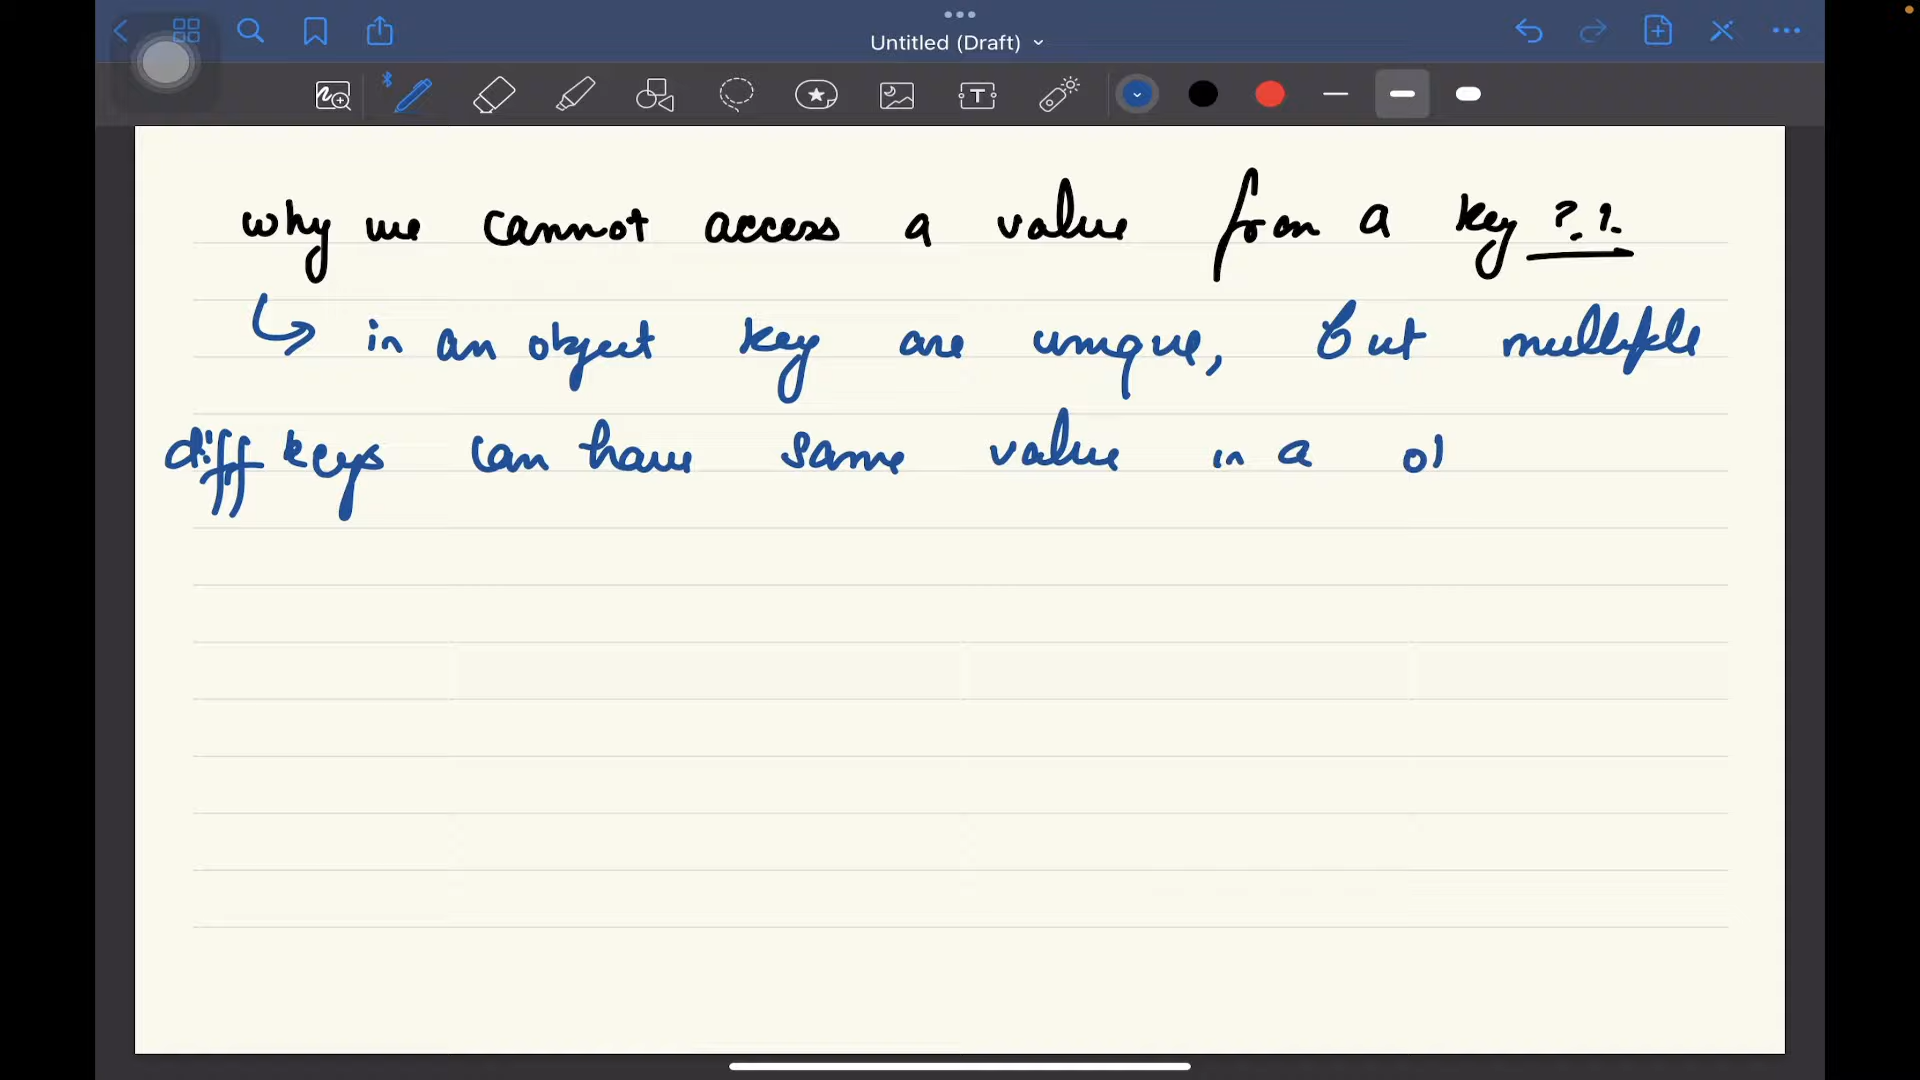 Untitled (Draft)
T
why we cannot access a value from a key ??
in an object key are unique, but multiple
diff keys can have same value in a